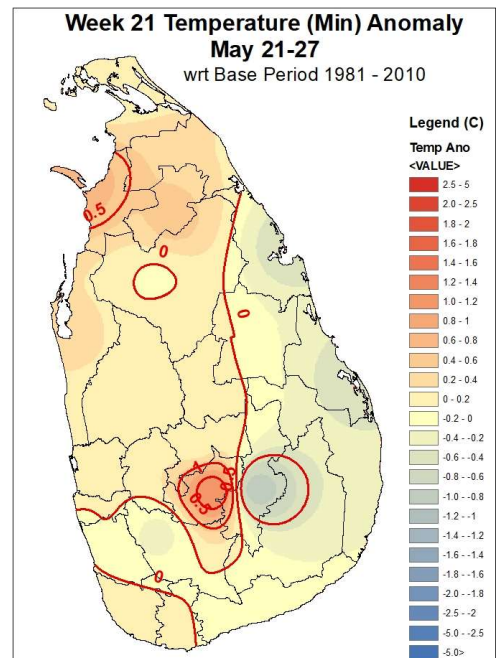 Week 21 Temperature (Min) Anomaly
May 21-27
wrt Base Period 1981 - 2010
Legend (C)
Temp Ano
<VALUE>
2.5 - 5
2.0 - 2.5
1.8 - 2
1.6 - 1.8
1.4 - 1.6
1.2 - 1.4
1.0 - 1.2
0.8 - 1
0.6 - 0.8
0.4 - 0.6
0.2 - 0.4
0 - 0.2
-0.2 - 0
-0.4 - -0.2
-0.6 - -0.4
-0.8 - -0.6
-1.0 - -0.8
-1.2 - -1
-1.4 - -1.2
-1.6 - -1.4
-1.8 - -1.6
-2.0 - -1.8
-2.5 - -2
-5.0 - -2.5
-5.0>
0.5
0
0
0